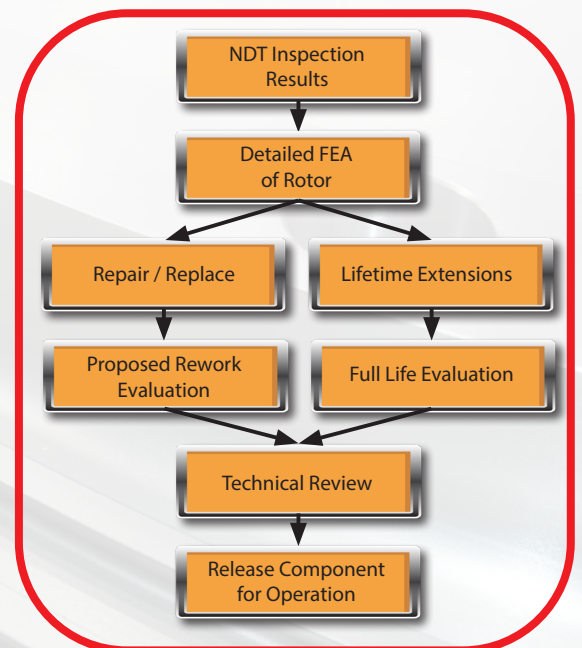 NDT Inspection
Results
Detailed FEA
of Rotor
Repair / Replace
Lifetime Extensions
Proposed Rework
Evaluation
Full Life Evaluation
Technical Review
Release Component
for Operation